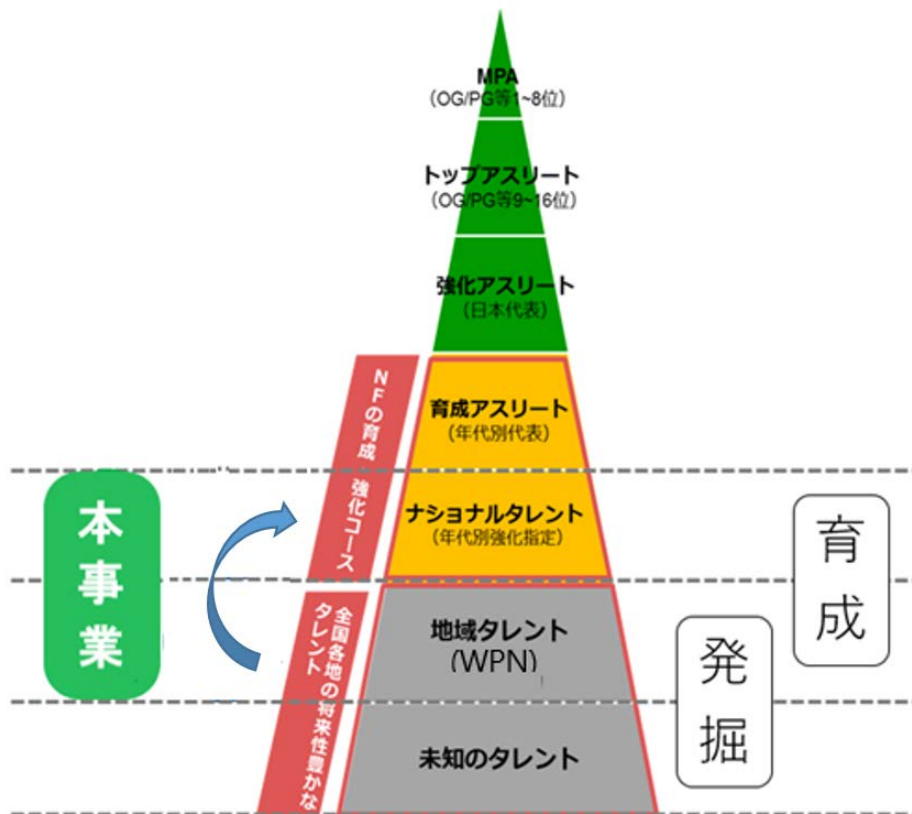 MPA
(OG/PG等1~8位)
トップアスリート
(OG/PG等9~16位)
強化アスリート
(日本代表)
NFの育成 強化コース
育成アスリート
(年代別代表)
ナショナルタレント
(年代別強化指定)
本事業
育成
全国各地の将来性豊かな
タレント
地域タレント
(WPN)
発掘
未知のタレント